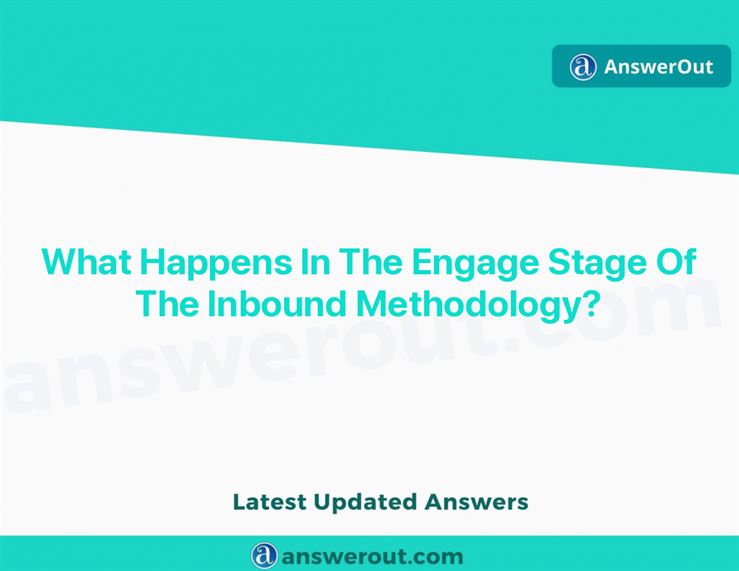 AnswerOut
What Happens In The Engage Stage Of
The Inbound Methodology?
answerout.com
Latest Updated Answers
answerout.com